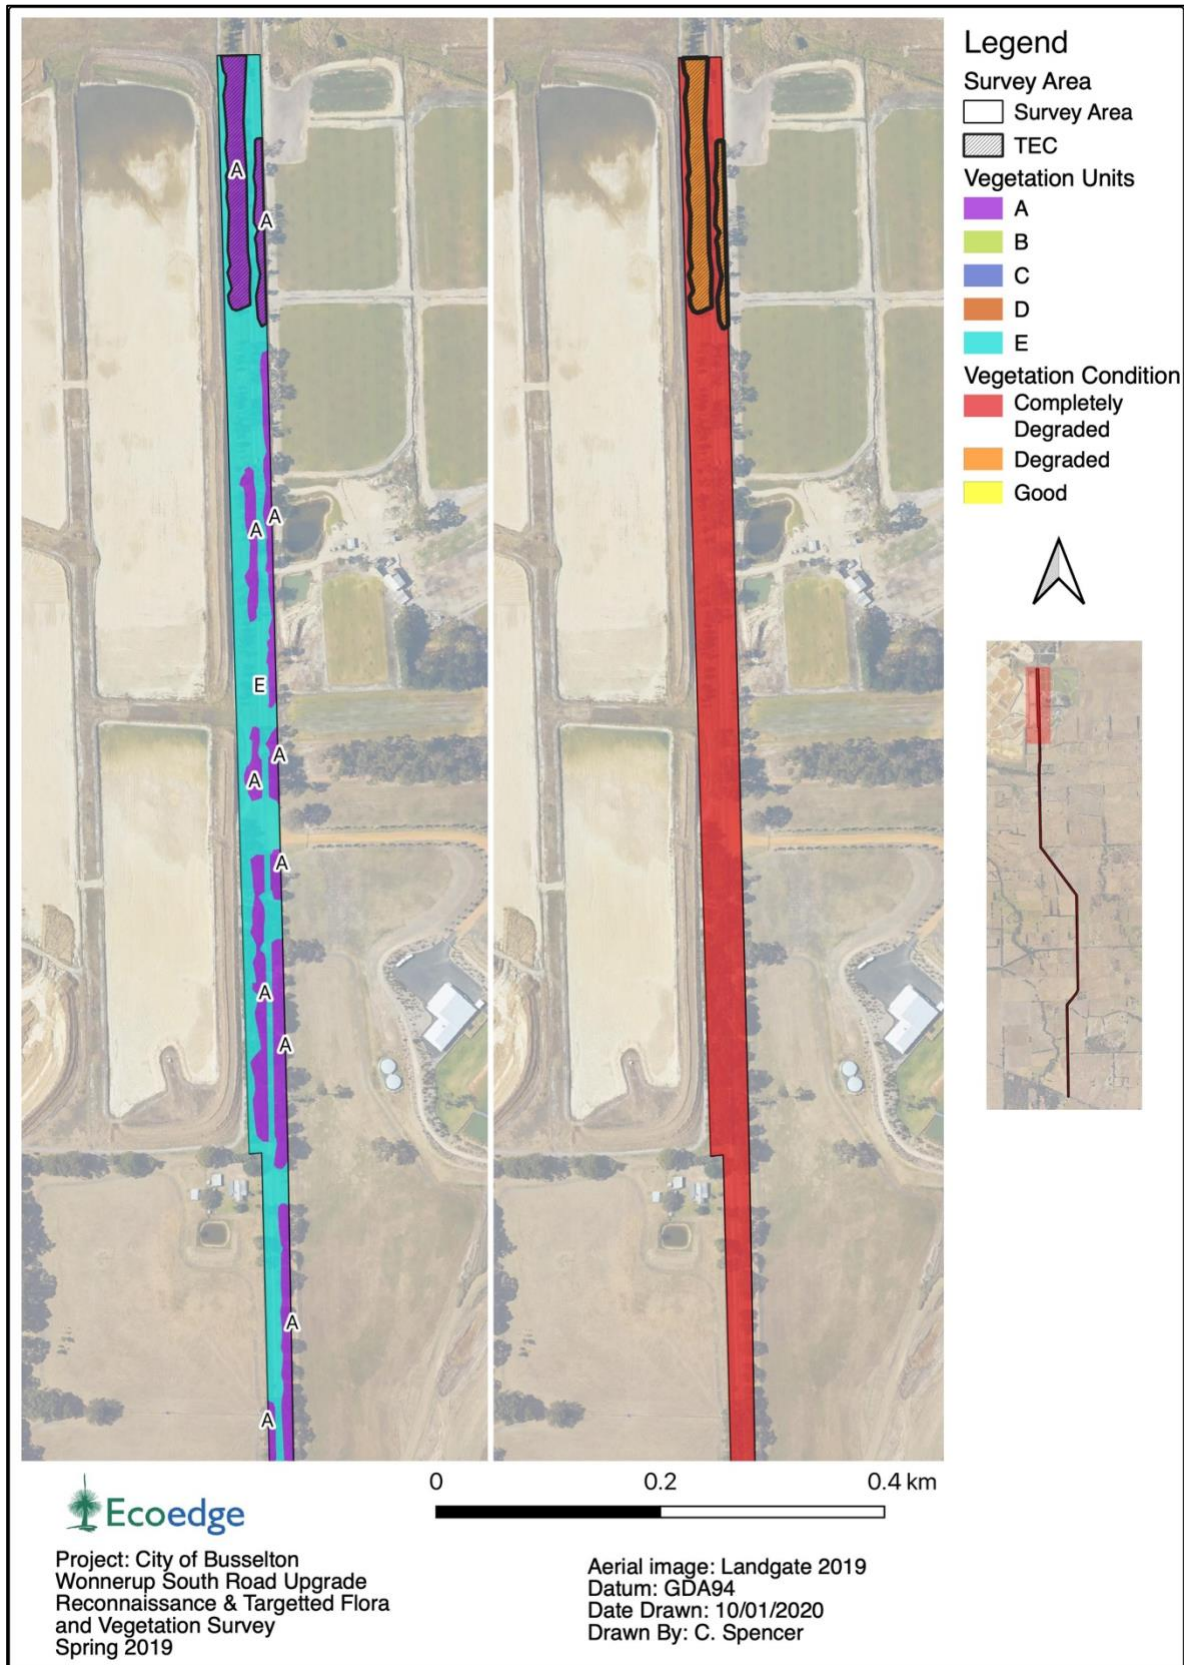 Legend
Survey Area
Survey Area
TEC
Vegetation Units
A
B
C
D
E
Vegetation Condition
Completely
Degraded
Degraded
Good
A
A
A
A
E
A
A
A
A
A
A
A
0
0.2
0.4 km
Ecoedge
Project: City of Busselton
Wonnerup South Road Upgrade
Reconnaissance & Targetted Flora
and Vegetation Survey
Spring 2019
Aerial image: Landgate 2019
Datum: GDA94
Date Drawn: 10/01/2020
Drawn By: C. Spencer